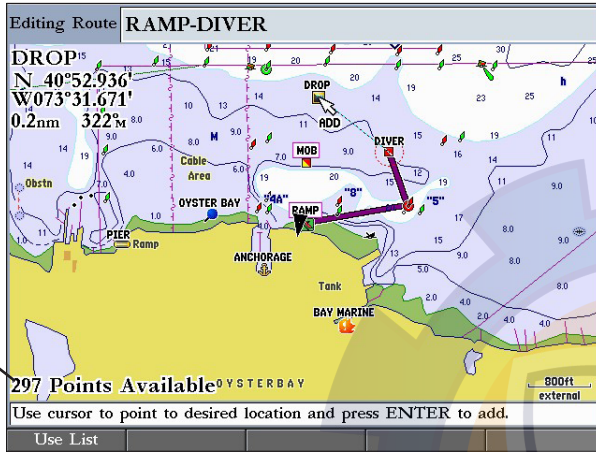 Editing Route RAMP-DIVER
DROP
N 40°52.936'
W073°31.671'
0.2nm 322°M
DROP
ADD
DIVER
MOB
h
M
Cable
Area
Obstn
OYSTER BAY
"4A"
"8"
"5"
RAMP
PIER
Ramp
ANCHORAGE
Tank
BAY MARINE
297 Points Available
OYSTERBAY
800ft
external
Use cursor to point to desired location and press ENTER to add.
Use List